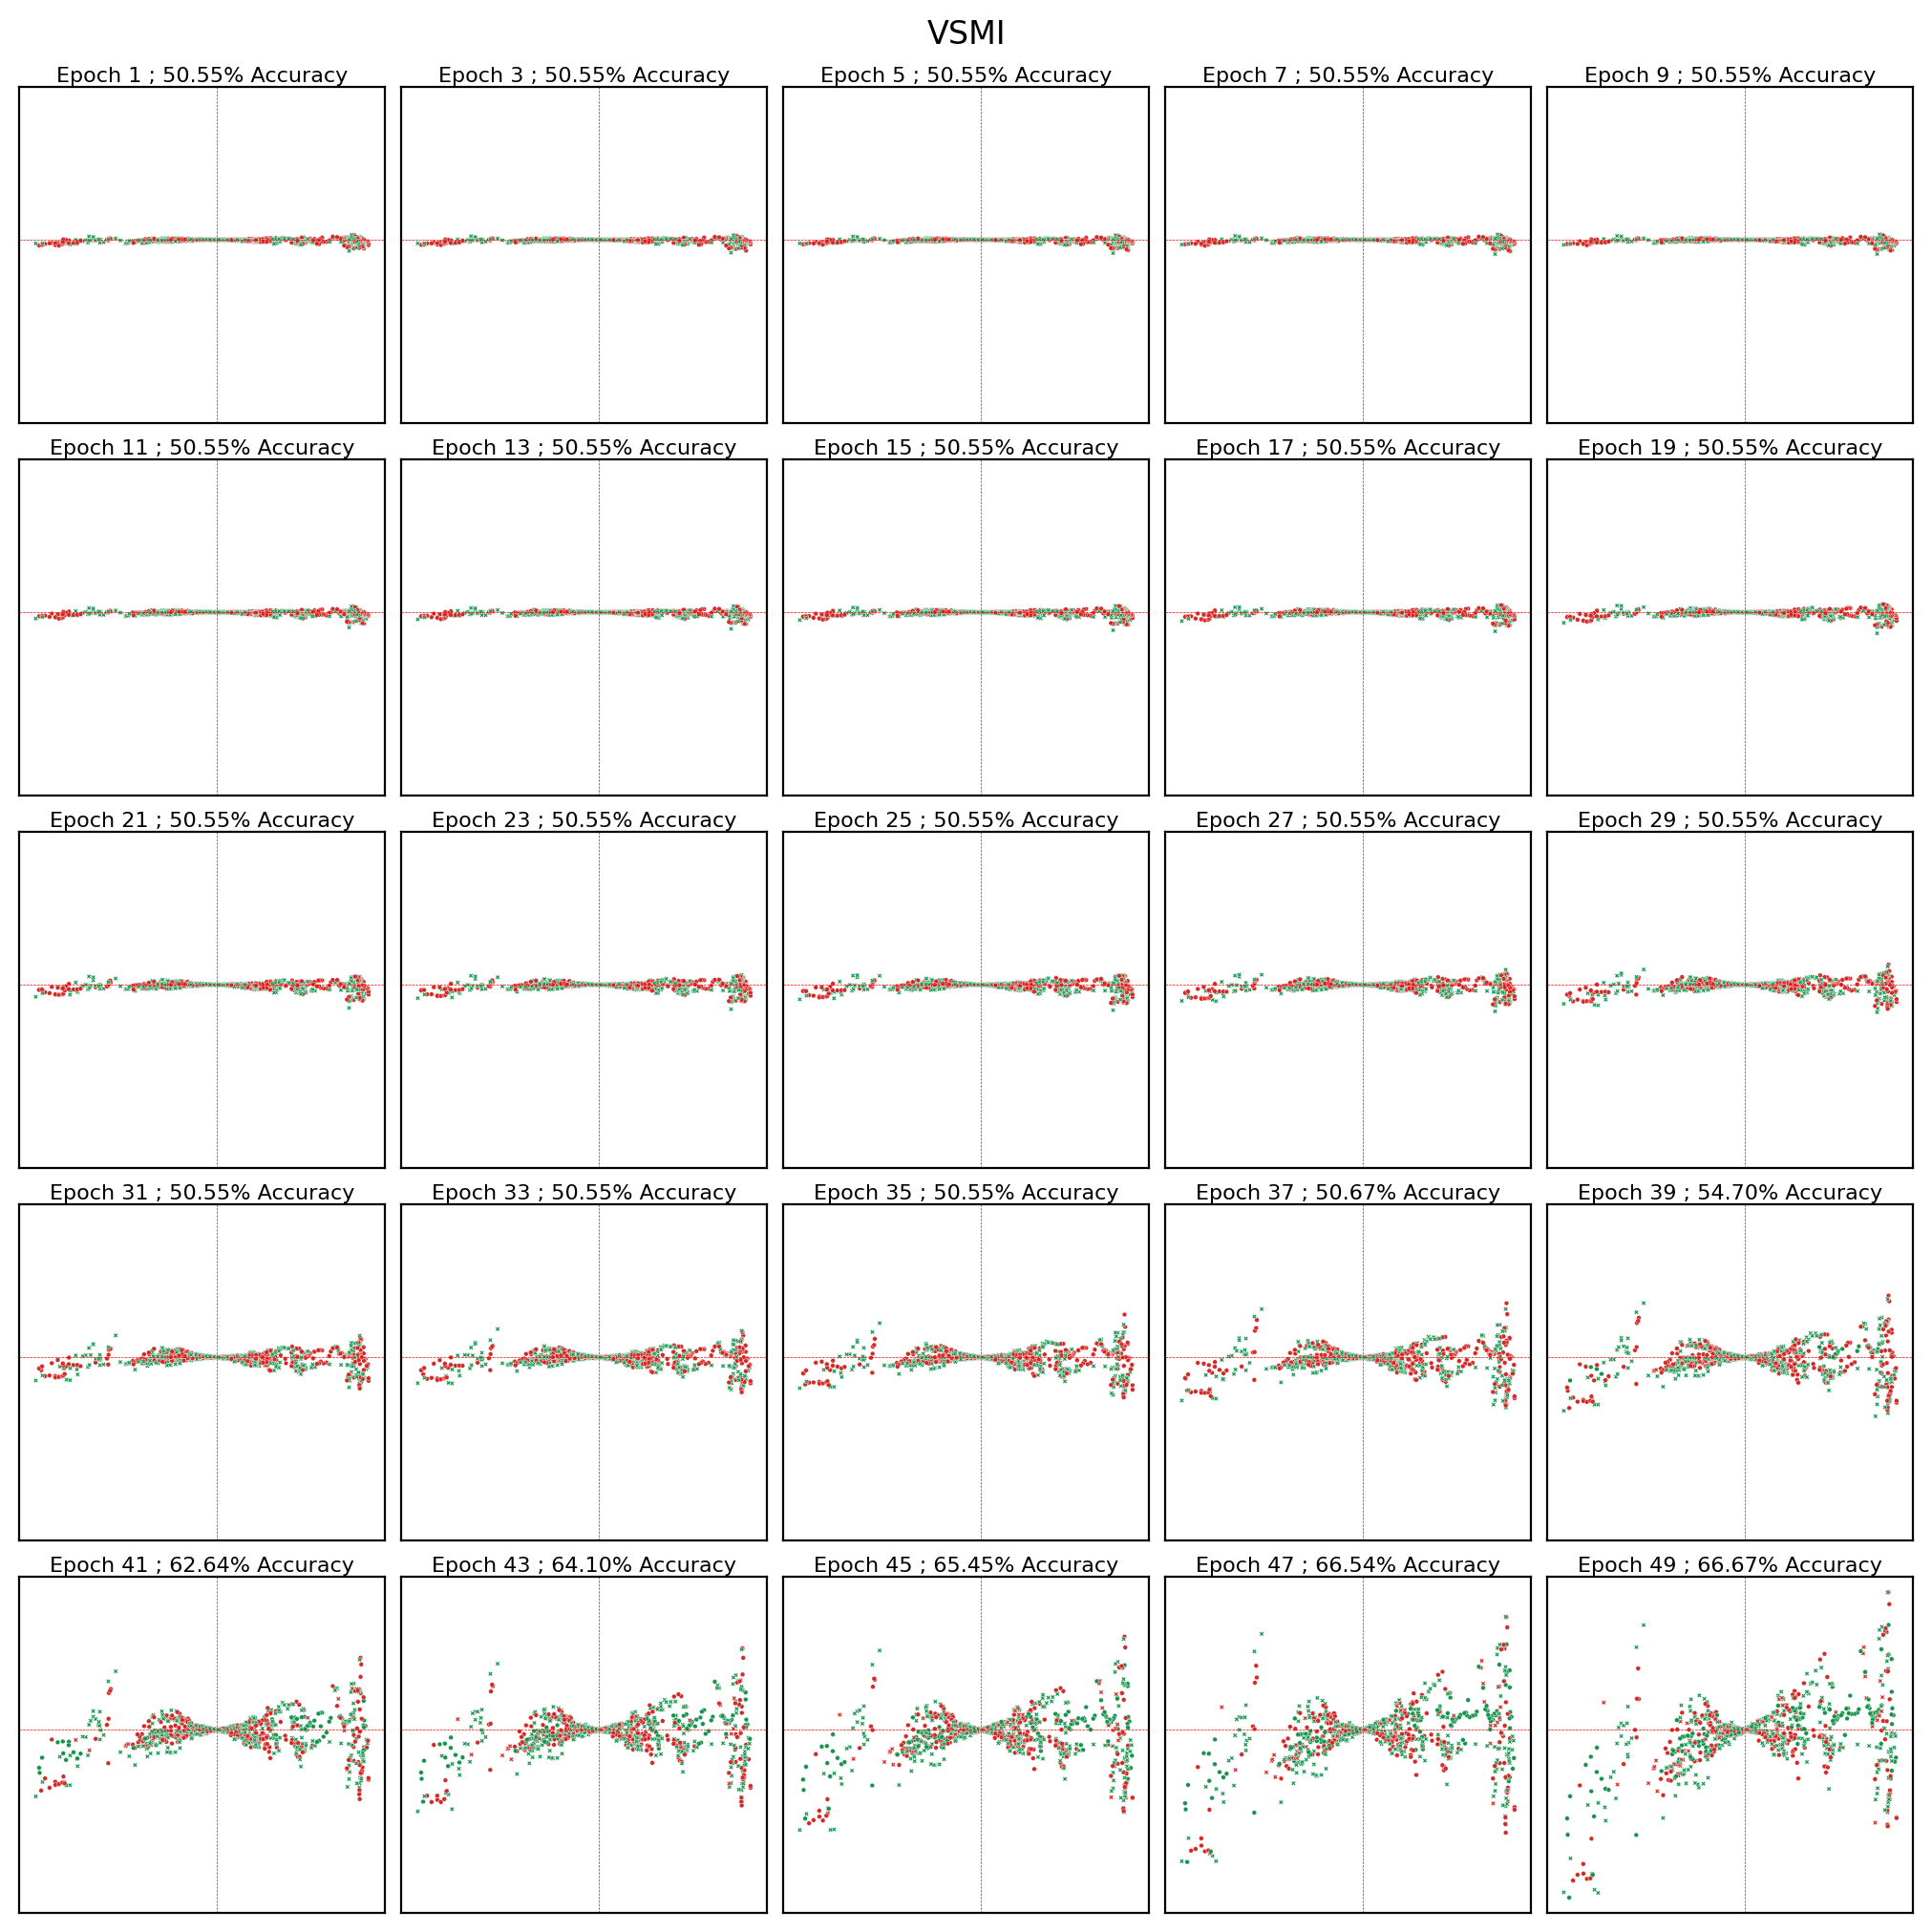 VSMI
Epoch 1 ; 50.55% Accuracy
Epoch 3 ; 50.55% Accuracy
Epoch 5 ; 50.55% Accuracy
Epoch 7 ; 50.55% Accuracy
Epoch 9 ; 50.55% Accuracy
Epoch 11 ; 50.55% Accuracy
Epoch 13 ; 50.55% Accuracy
Epoch 15 ; 50.55% Accuracy
Epoch 17 ; 50.55% Accuracy
Epoch 19 ; 50.55% Accuracy
Epoch 21 ; 50.55% Accuracy
Epoch 23 ; 50.55% Accuracy
Epoch 25 ; 50.55% Accuracy
Epoch 27 ; 50.55% Accuracy
Epoch 29 ; 50.55% Accuracy
Epoch 31 ; 50.55% Accuracy
Epoch 33 ; 50.55% Accuracy
Epoch 35 ; 50.55% Accuracy
Epoch 37 ; 50.67% Accuracy
Epoch 39 ; 54.70% Accuracy
Epoch 41 ; 62.64% Accuracy
Epoch 43 ; 64.10% Accuracy
Epoch 45 ; 65.45% Accuracy
Epoch 47 ; 66.54% Accuracy
Epoch 49 ; 66.67% Accuracy